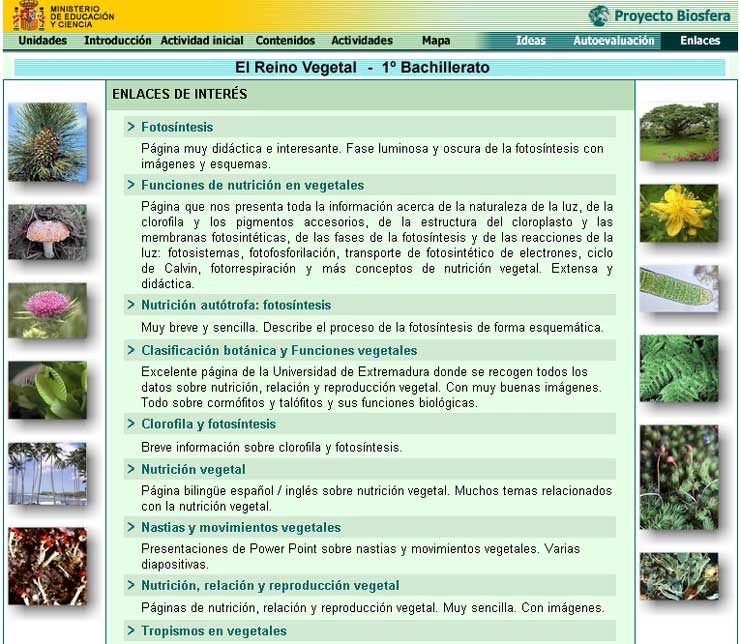 MINISTERIO
DE EDUCACIÓN
Y CIENCIA
Proyecto Biosfera
Unidades Introducción Actividad inicial Contenidos Actividades Mapa Ideas Autoevaluación Enlaces
El Reino Vegetal - 1º Bachillerato
ENLACES DE INTERÉS
> Fotosíntesis
Página muy didáctica e interesante. Fase luminosa y oscura de la fotosíntesis con
imágenes y esquemas.
> Funciones de nutrición en vegetales
Página que nos presenta toda la información acerca de la naturaleza de la luz, de la
clorofila y los pigmentos accesorios, de la estructura del cloroplasto y las
membranas fotosintéticas, de las fases de la fotosíntesis y de las reacciones de la
luz: fotosistemas, fotofosforilación, transporte de fotosintético de electrones, ciclo
de Calvin, fotorrespiración y más conceptos de nutrición vegetal. Extensa y
didáctica.
> Nutrición autótrofa: fotosíntesis
Muy breve y sencilla. Describe el proceso de la fotosíntesis de forma esquemática.
> Clasificación botánica y Funciones vegetales
Excelente página de la Universidad de Extremadura donde se recogen todos los
datos sobre nutrición, relación y reproducción vegetal. Con muy buenas imágenes.
Todo sobre cormófitos y talófitos y sus funciones biológicas.
> Clorofila y fotosíntesis
Breve información sobre clorofila y fotosíntesis.
> Nutrición vegetal
Página bilingüe español / inglés sobre nutrición vegetal. Muchos temas relacionados
con la nutrición vegetal.
> Nastias y movimientos vegetales
Presentaciones de Power Point sobre nastias y movimientos vegetales. Varias
diapositivas.
> Nutrición, relación y reproducción vegetal
Páginas de nutrición, relación y reproducción vegetal. Muy sencilla. Con imágenes.
> Tropismos en vegetales